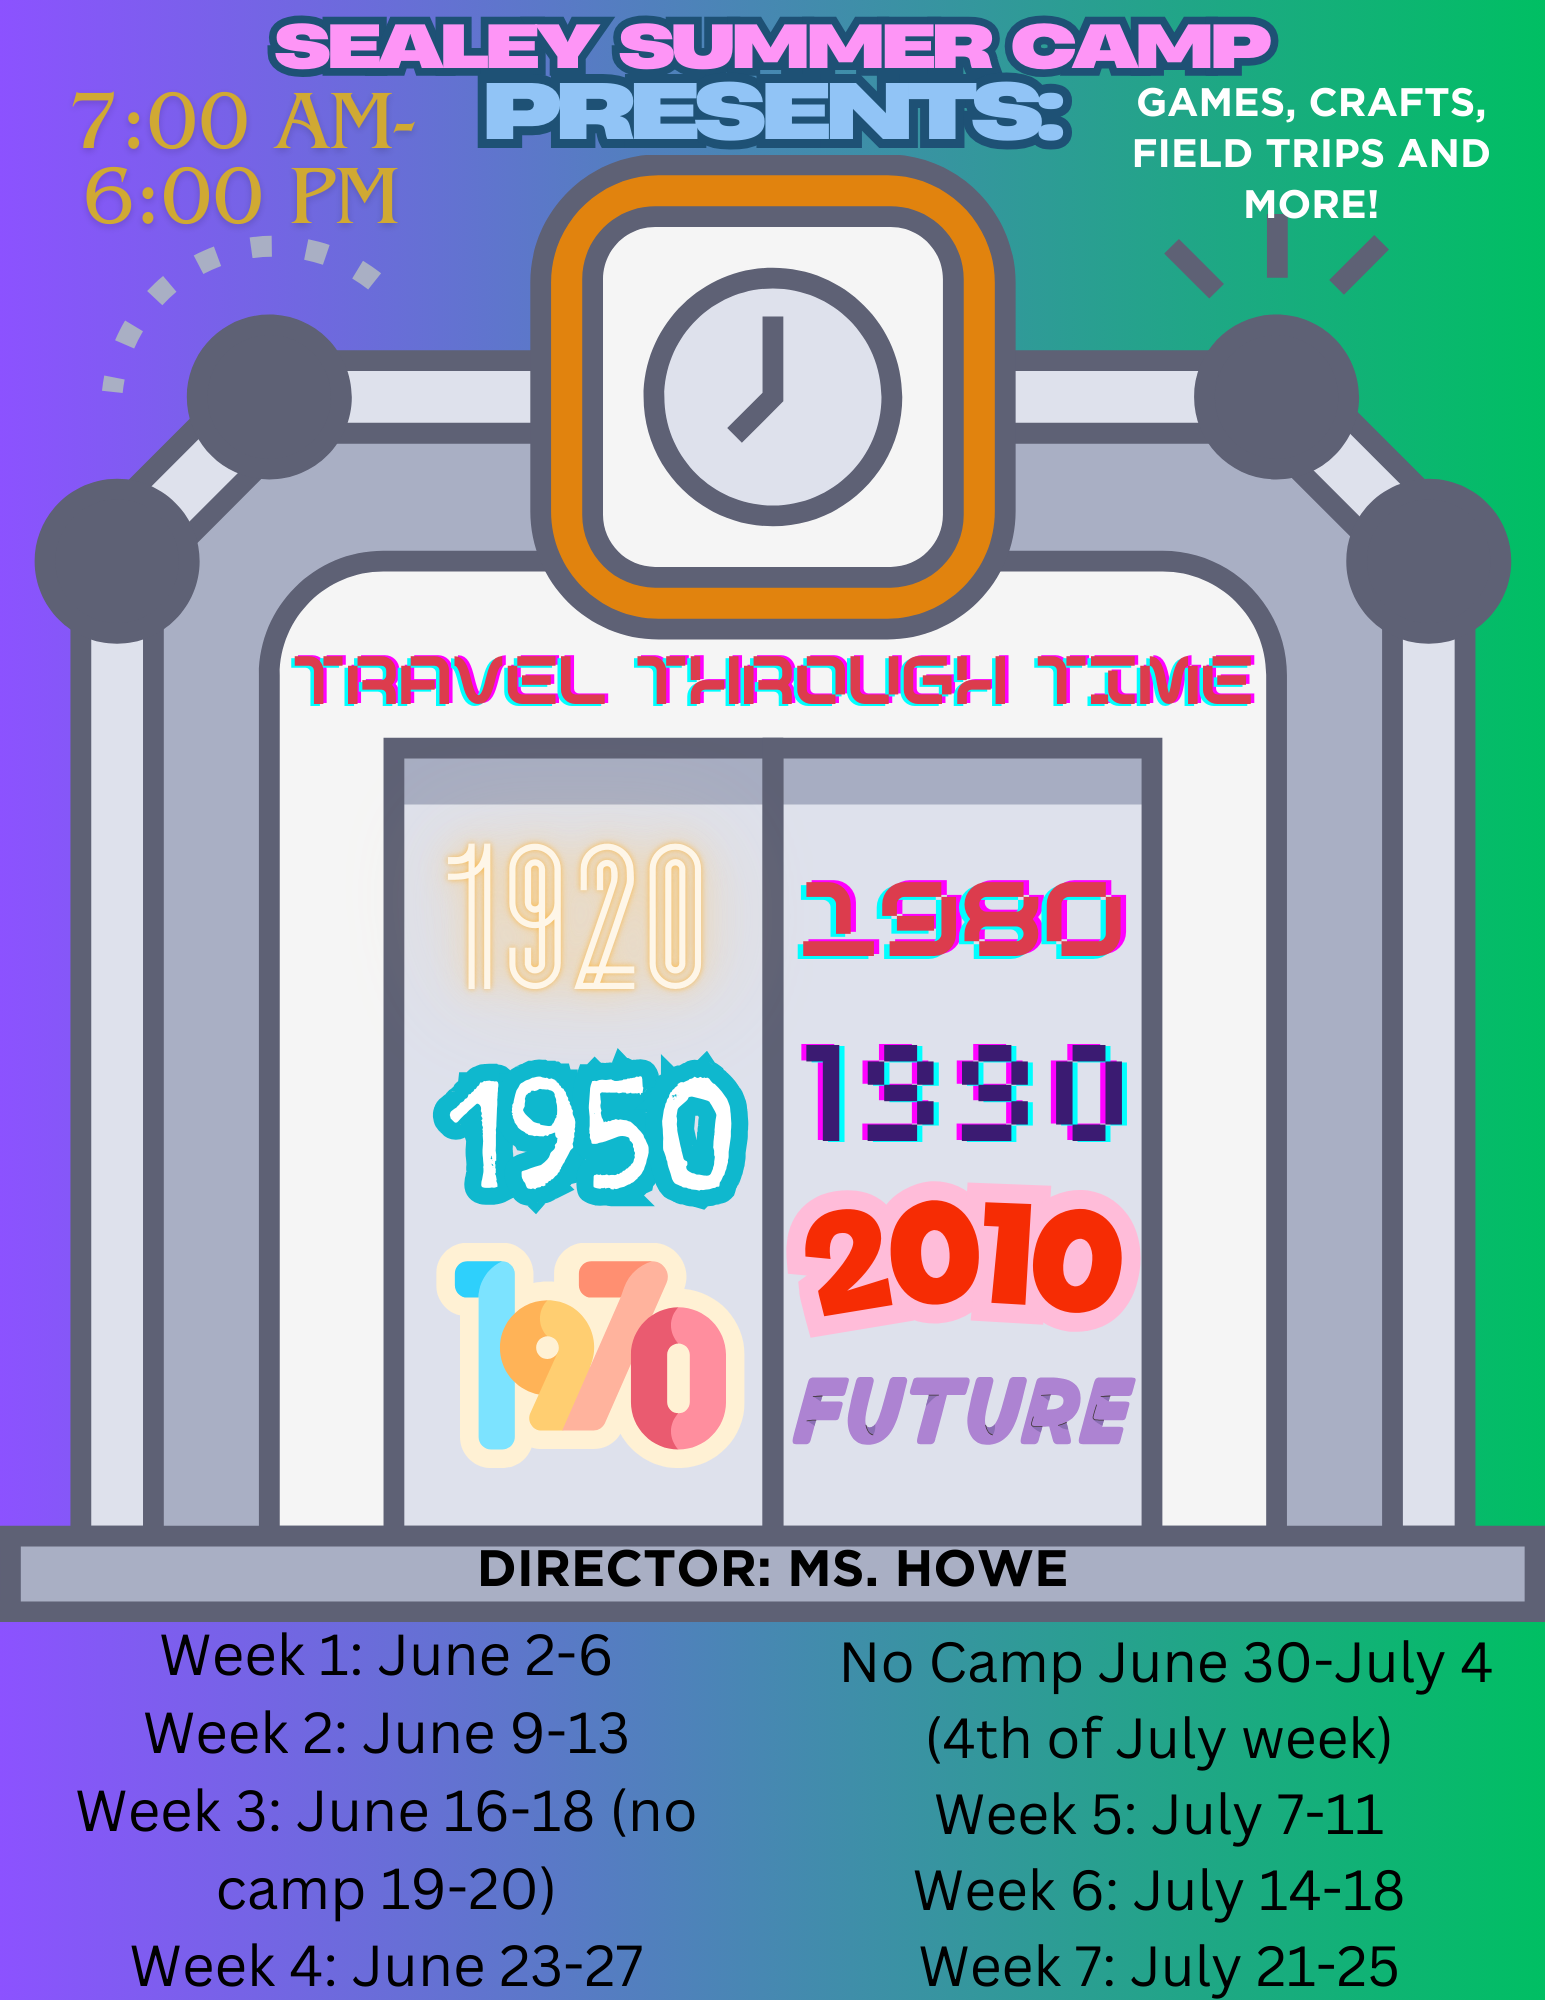 SEALEY SUMMER CAMP
PRESENTS:
7:00 AM-
6:00 PM
GAMES, CRAFTS,
FIELD TRIPS AND
MORE!
TRAVEL THROUGH TIME
1920
1950
1970
1980
1990
2010
FUTURE
DIRECTOR: MS. HOWE
Week 1: June 2-6
Week 2: June 9-13
Week 3: June 16-18 (no
camp 19-20)
Week 4: June 23-27
No Camp June 30-July 4
(4th of July week)
Week 5: July 7-11
Week 6: July 14-18
Week 7: July 21-25